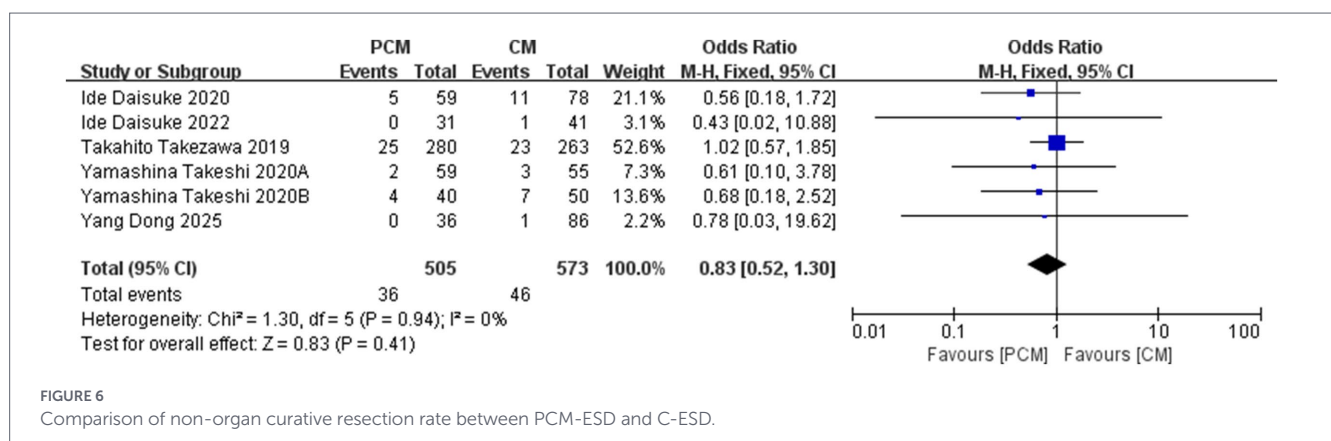 PCM CM Odds Ratio Odds Ratio
Study or Subgroup Events Total Events Total Weight M-H, Fixed, 95% CI M-H, Fixed, 95% CI
Ide Daisuke 2020 5 59 11 78 21.1% 0.56 [0.18, 1.72]
Ide Daisuke 2022 0 31 1 41 3.1% 0.43 [0.02, 10.88]
Takahito Takezawa 2019 25 280 23 263 52.6% 1.02 [0.57, 1.85]
Yamashina Takeshi 2020A 2 59 3 55 7.3% 0.61 [0.10, 3.78]
Yamashina Takeshi 2020B 4 40 7 50 13.6% 0.68 [0.18, 2.52]
Yang Dong 2025 0 36 1 86 2.2% 0.78 [0.03, 19.62]
Total (95% CI) 505 573 100.0% 0.83 [0.52, 1.30]
Total events 36 46
Heterogeneity: Chi² = 1.30, df = 5 (P = 0.94); I² = 0%
Test for overall effect: Z = 0.83 (P = 0.41)
0.01 0.1 1 10 100
Favours [PCM] Favours [CM]
FIGURE 6
Comparison of non-organ curative resection rate between PCM-ESD and C-ESD.